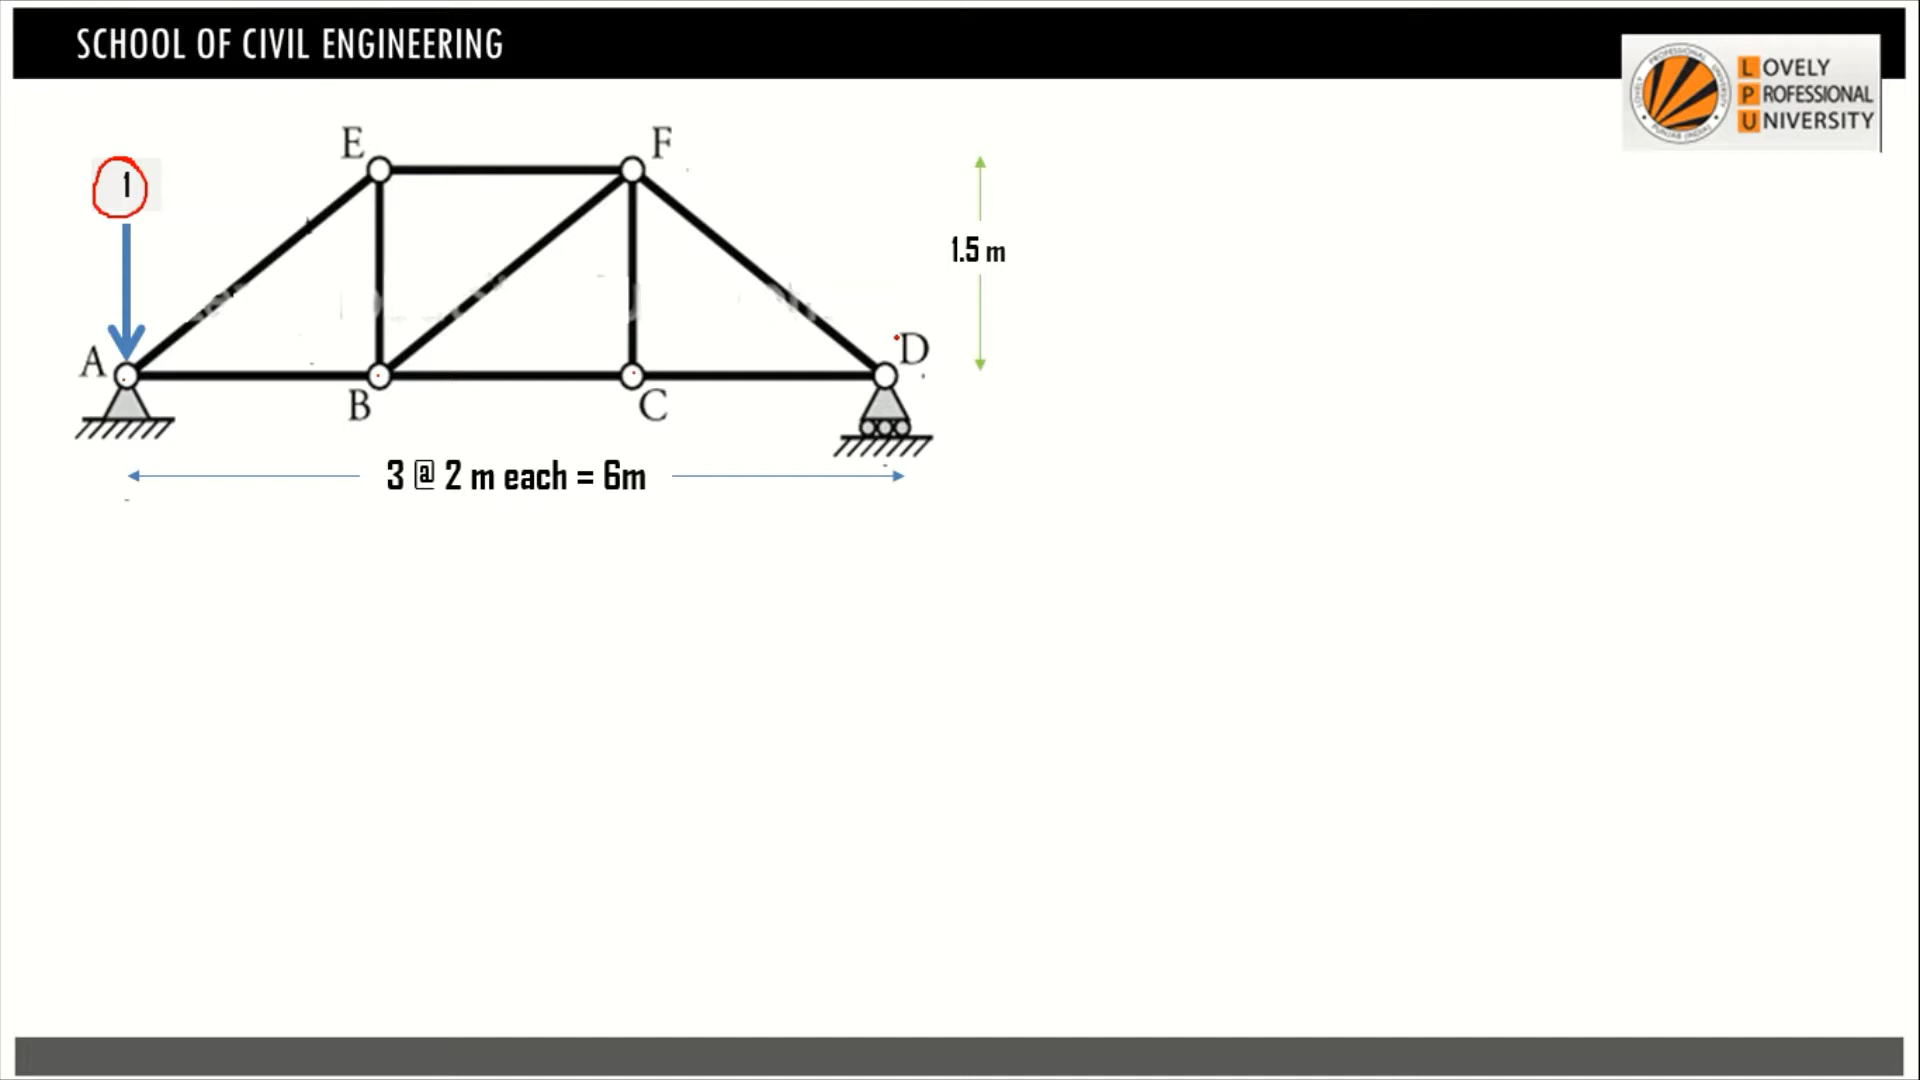 SCHOOL OF CIVIL ENGINEERING
LOVELY
PROFESSIONAL
UNIVERSITY
E
F
1
1.5 m
A
D
B
C
3 @ 2 m each = 6m